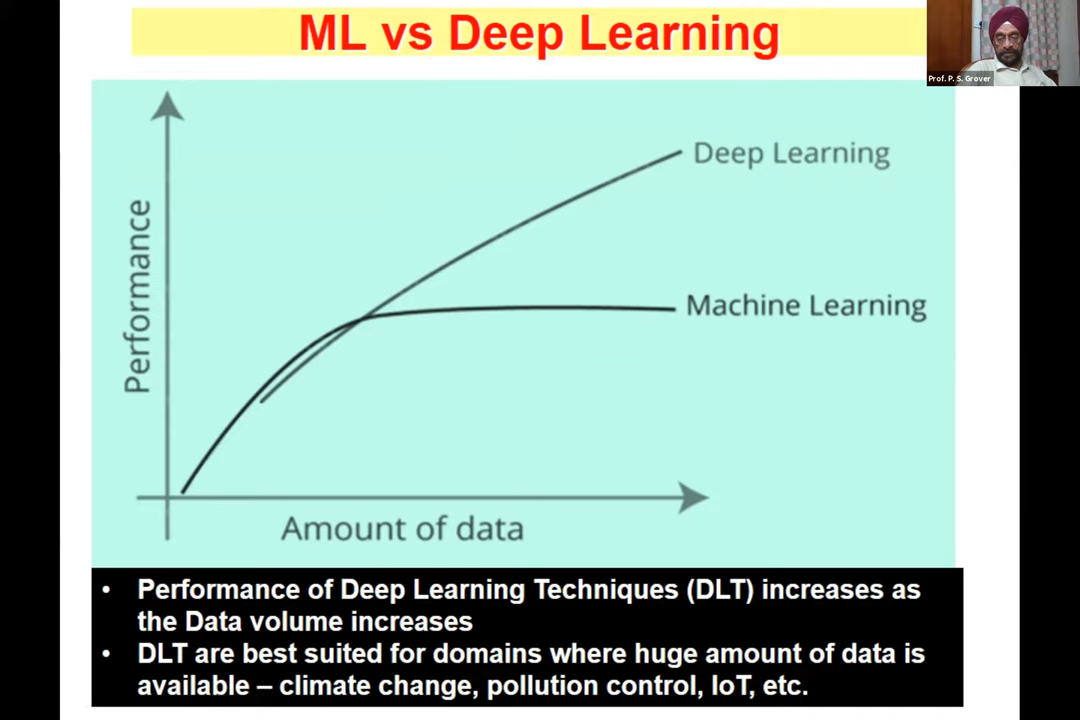 ML vs Deep Learning
Prof. P. S. Grover
Deep Learning
Machine Learning
Performance
Amount of data
• Performance of Deep Learning Techniques (DLT) increases as
the Data volume increases
• DLT are best suited for domains where huge amount of data is
available – climate change, pollution control, IoT, etc.